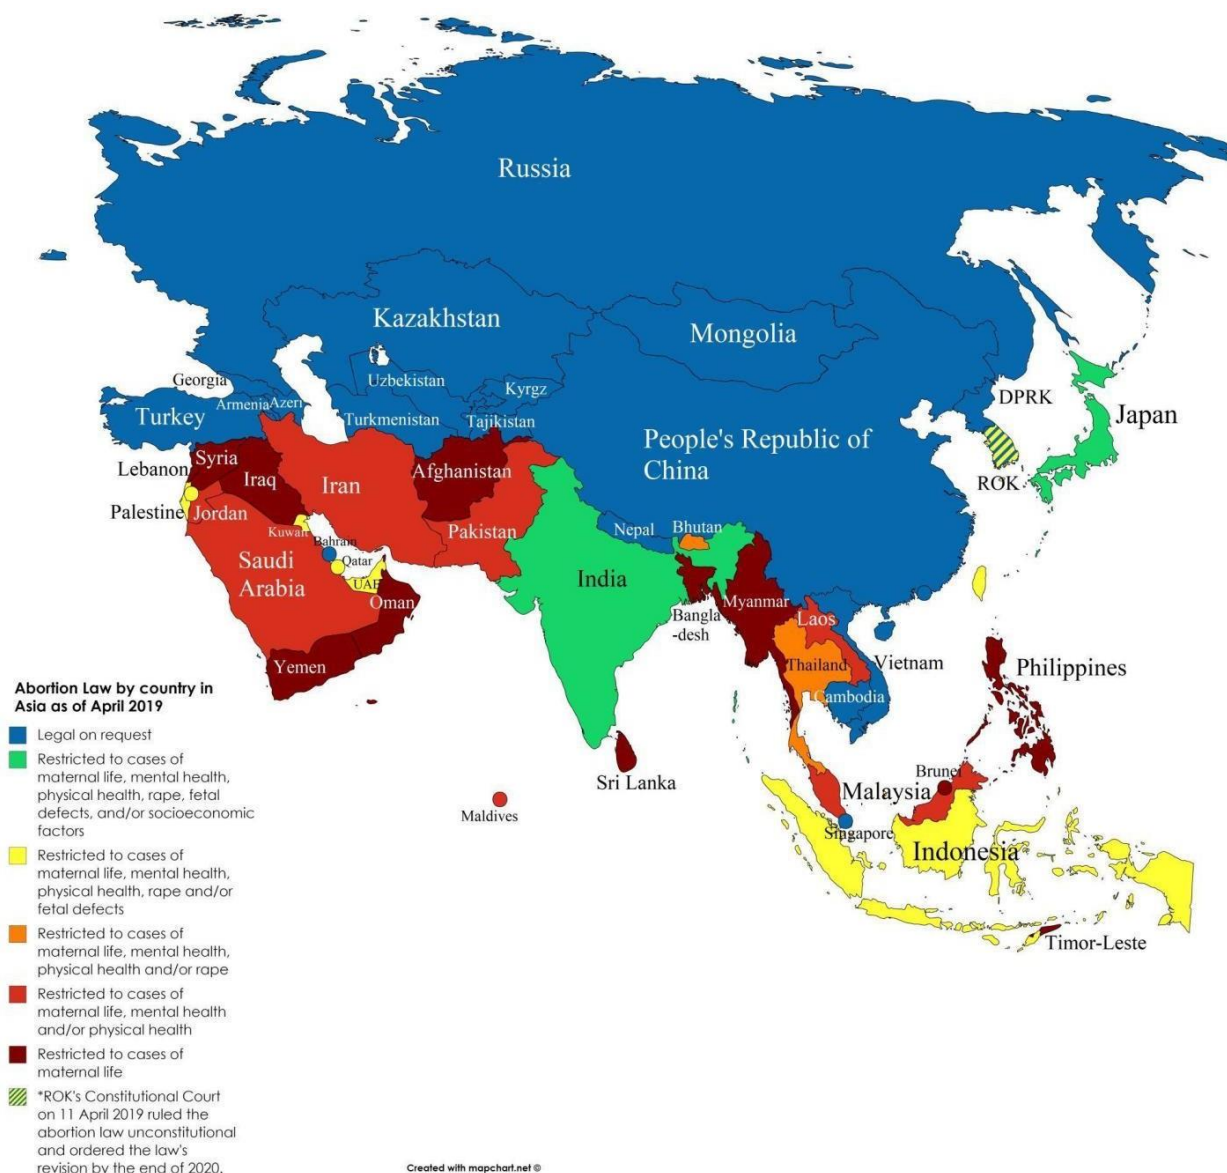 Russia
Kazakhstan
Mongolia
Georgia
Uzbekistan
Kyrgz
Armenia
Azeri
Turkey
Turkmenistan
Tajikistan
DPRK
Japan
People's Republic of
China
Syria
Lebanon
Afghanistan
Iraq
Iran
ROK
Palestine
Jordan
Pakistan
Nepal
Bhutan
Kuwait
Bahrain
Qatar
Saudi
Arabia
UAE
India
Oman
Myanmar
Bangla
-desh
Laos
Yemen
Thailand
Vietnam
Philippines
Cambodia
Sri Lanka
Brunei
Malaysia
Maldives
Singapore
Indonesia
Timor-Leste
Abortion Law by country in
Asia as of April 2019
Legal on request
Restricted to cases of
maternal life, mental health,
physical health, rape, fetal
defects, and/or socioeconomic
factors
Restricted to cases of
maternal life, mental health,
physical health, rape and/or
fetal defects
Restricted to cases of
maternal life, mental health,
physical health and/or rape
Restricted to cases of
maternal life, mental health
and/or physical health
Restricted to cases of
maternal life
*ROK's Constitutional Court
on 11 April 2019 ruled the
abortion law unconstitutional
and ordered the law's
revision by the end of 2020.
Created with mapchart.net ©